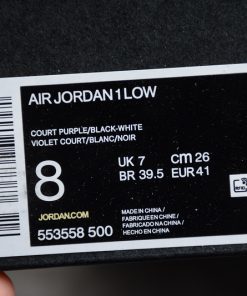 AIR JORDAN 1 LOW
COURT PURPLE/BLACK-WHITE
VIOLET COURT/BLANC/NOIR
8
UK 7 CM 26
BR 39.5 EUR 41
JORDAN.COM
553558 500
MADE IN CHINA /
FABRIQUE EN CHINE /
FABRICADO NA CHINA /
HECHO EN CHINA